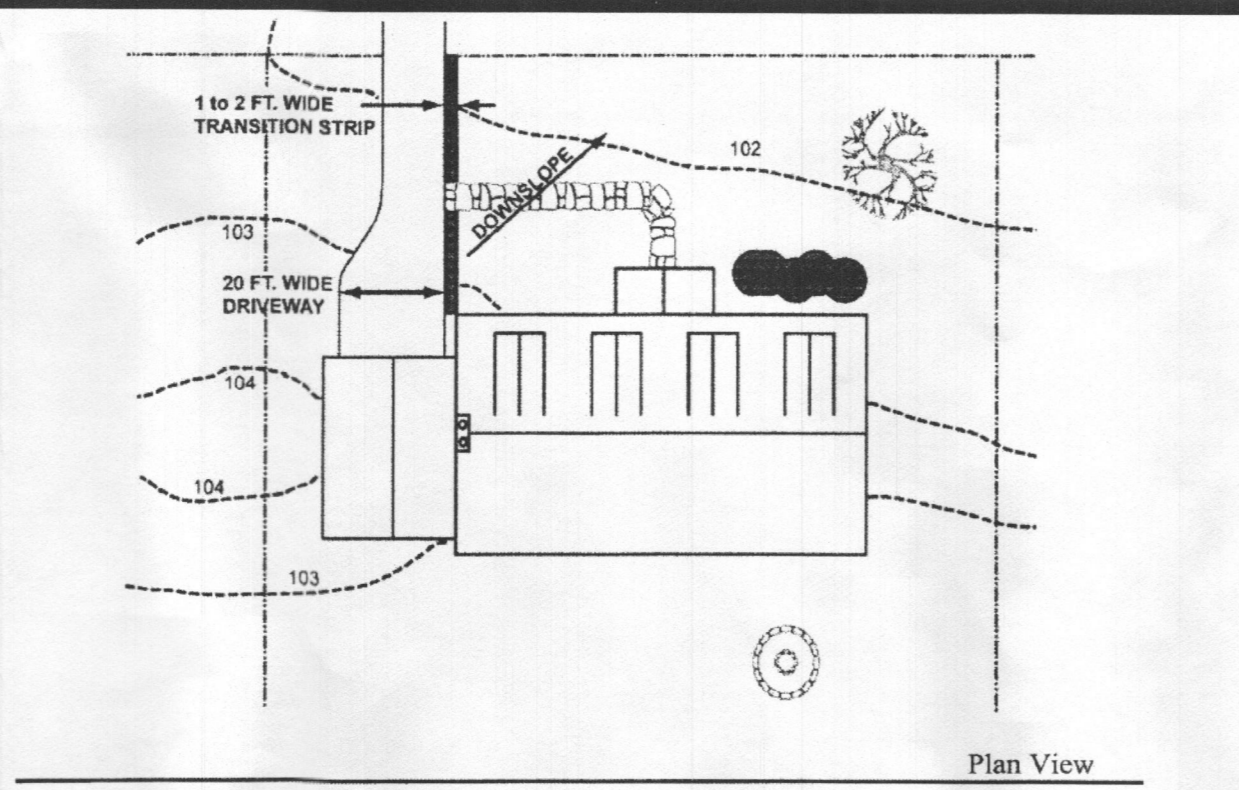 1 to 2 FT. WIDE
TRANSITION STRIP
102
DOWNSLOPE
103
20 FT. WIDE
DRIVEWAY
104
104
103
Plan View